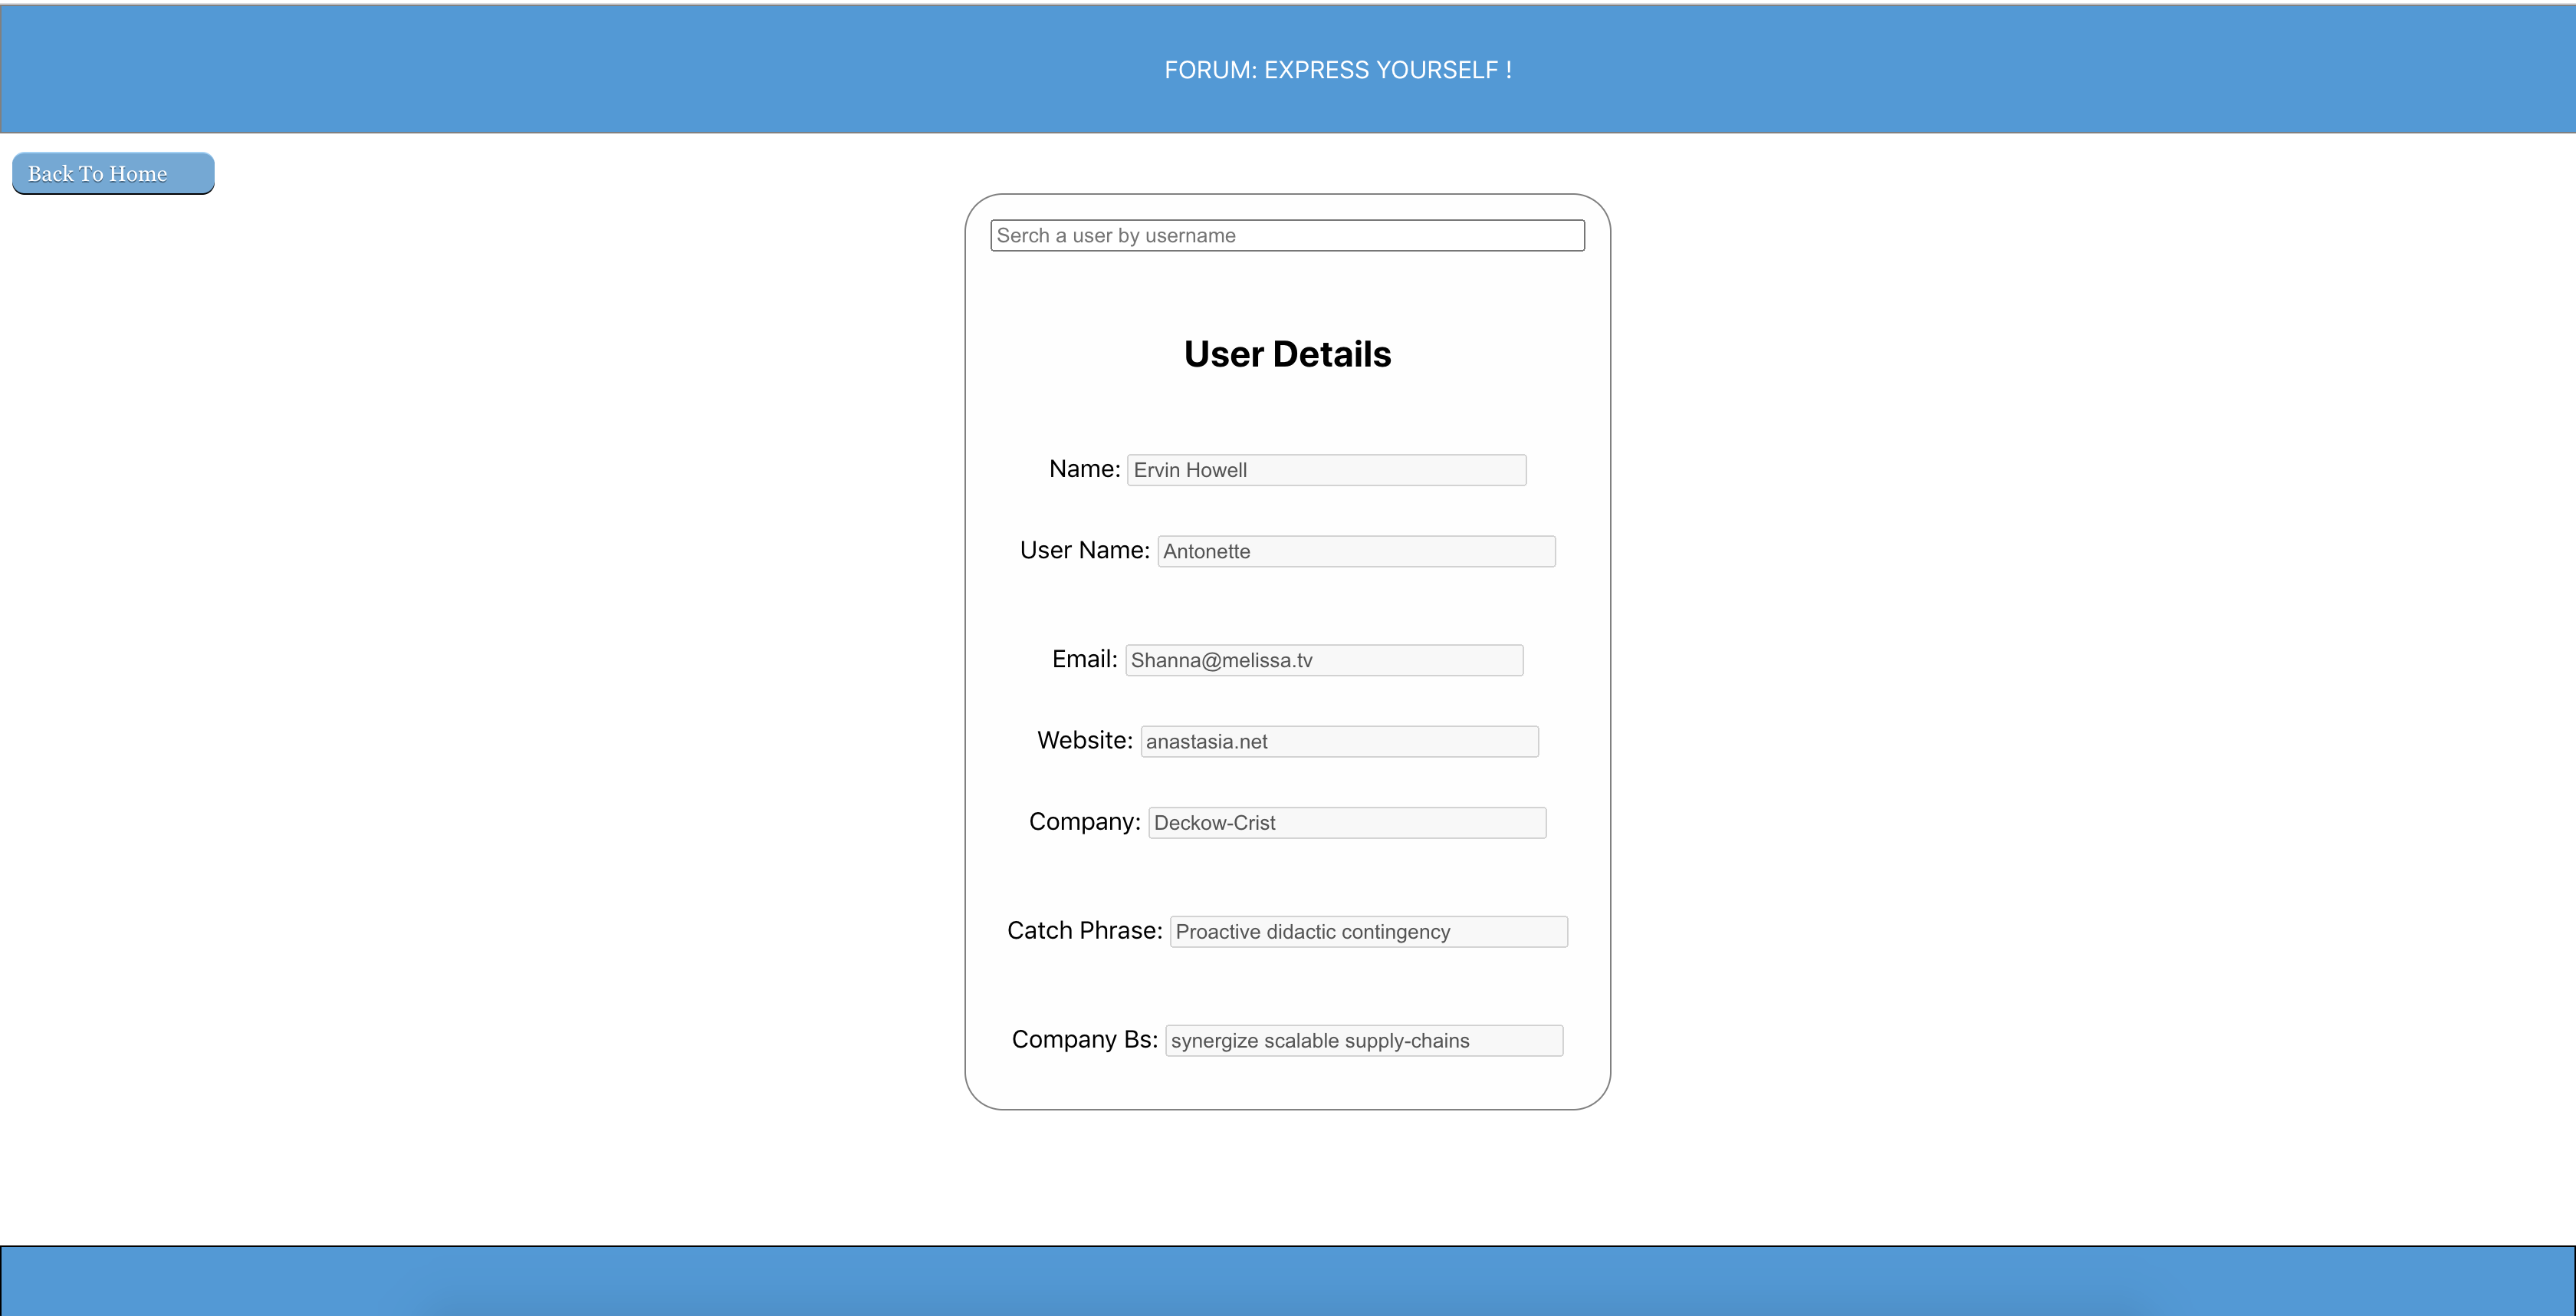 FORUM: EXPRESS YOURSELF !
Back To Home
Serch a user by username
User Details
Name: Ervin Howell
User Name: Antonette
Email: Shanna@melissa.tv
Website: anastasia.net
Company: Deckow-Crist
Catch Phrase: Proactive didactic contingency
Company Bs: synergize scalable supply-chains